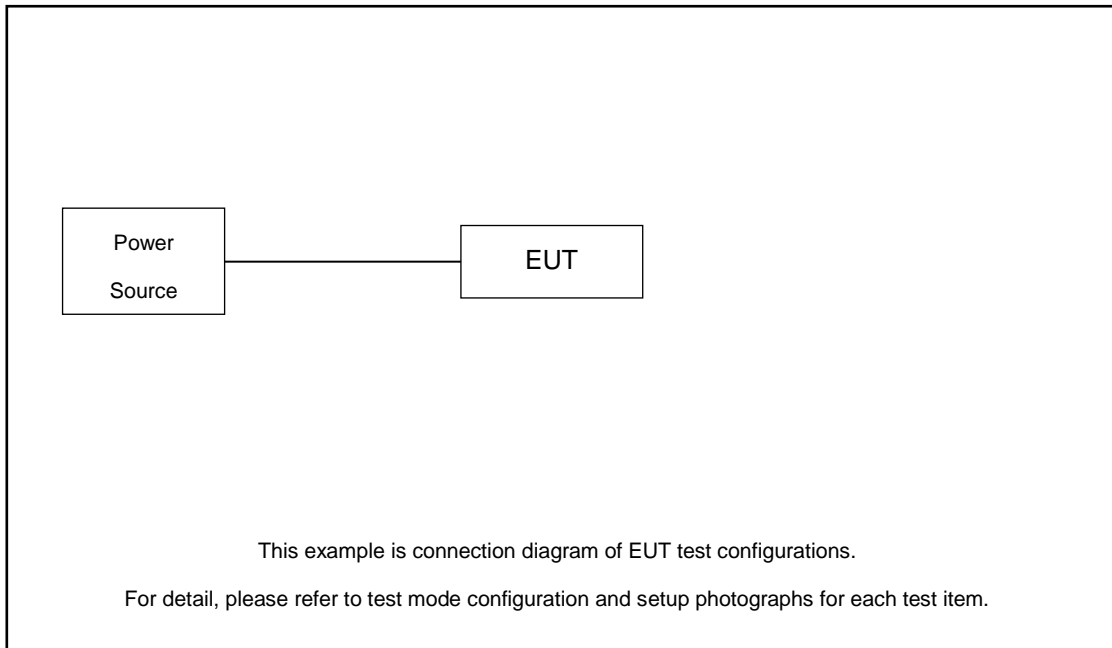 Power
Source
EUT
This example is connection diagram of EUT test configurations.
For detail, please refer to test mode configuration and setup photographs for each test item.